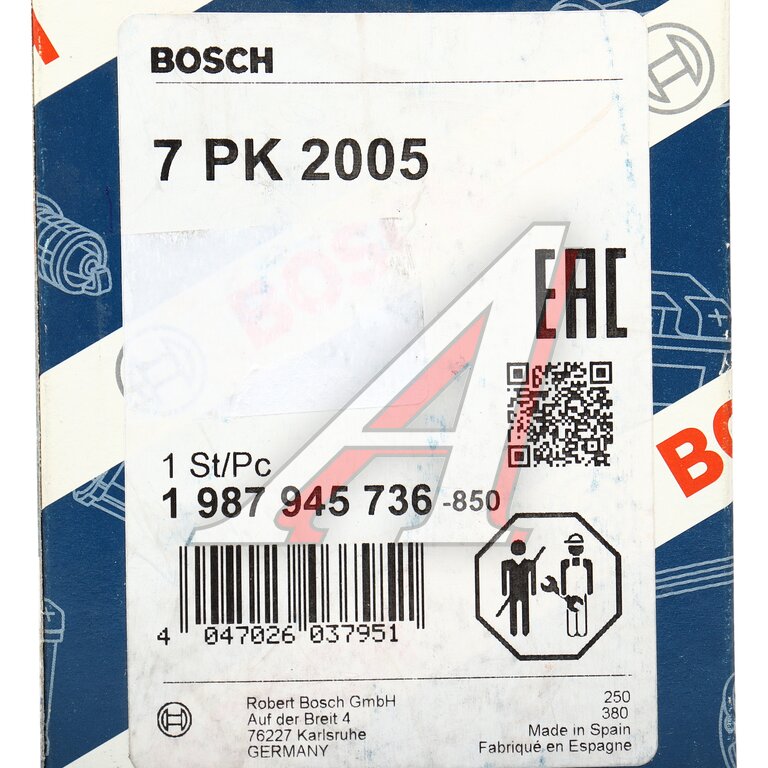 BOSCH
7 PK 2005
BOSCH
EAC
1 St/Pc
1 987 945 736 -850
BO
4 047026 037951
Robert Bosch GmbH
Auf der Breit 4
76227 Karlsruhe
GERMANY
250
380
Made in Spain
Fabriqué en Espagne